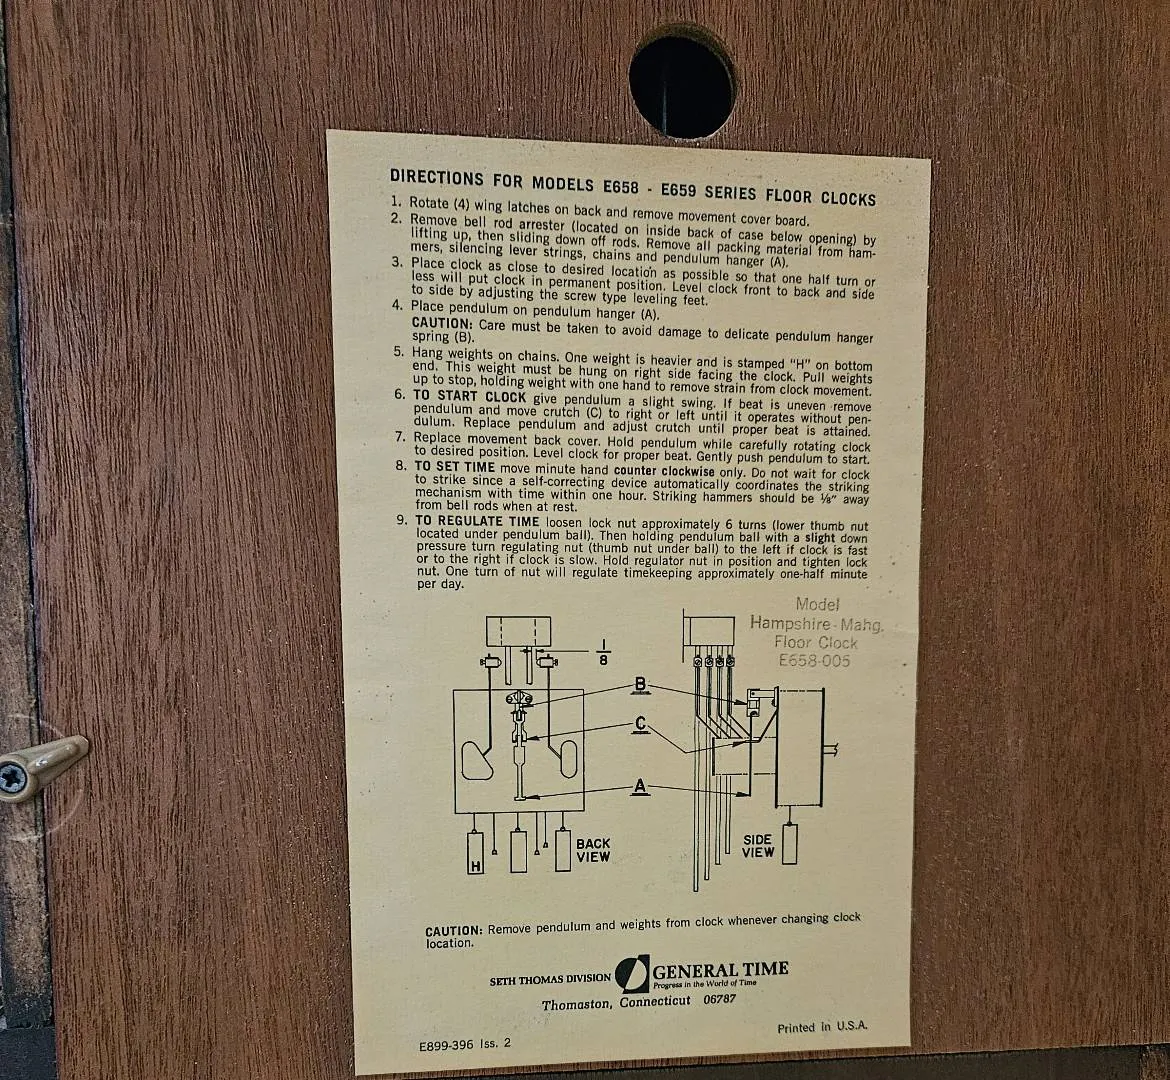 DIRECTIONS FOR MODELS E658 - E659 SERIES FLOOR CLOCKS
1. Rotate (4) wing latches on back and remove movement cover board.
2. Remove bell rod arrester (located on inside back of case below opening) by
lifting up, then sliding down off rods. Remove all packing material from ham-
mers, silencing lever strings, chains and pendulum hanger (A).
3. Place clock as close to desired location as possible so that one half turn or
less will put clock in permanent position. Level clock front to back and side
to side by adjusting the screw type leveling feet.
4. Place pendulum on pendulum hanger (A).
CAUTION: Care must be taken to avoid damage to delicate pendulum hanger
spring (B).
5. Hang weights on chains. One weight is heavier and is stamped "H" on bottom
end. This weight must be hung on right side facing the clock. Pull weights
up to stop, holding weight with one hand to remove strain from clock movement.
6. TO START CLOCK give pendulum a slight swing. If beat is uneven remove
pendulum and move crutch (C) to right or left until it operates without pen-
dulum. Replace pendulum and adjust crutch until proper beat is attained.
7. Replace movement back cover. Hold pendulum while carefully rotating clock
to desired position. Level clock for proper beat. Gently push pendulum to start.
8. TO SET TIME move minute hand counter clockwise only. Do not wait for clock
to strike since a self-correcting device automatically coordinates the striking
mechanism with time within one hour. Striking hammers should be ⅛" away
from bell rods when at rest.
9. TO REGULATE TIME loosen lock nut approximately 6 turns (lower thumb nut
located under pendulum ball). Then holding pendulum ball with a slight down
pressure turn regulating nut (thumb nut under ball) to the left if clock is fast
or to the right if clock is slow. Hold regulator nut in position and tighten lock
nut. One turn of nut will regulate timekeeping approximately one-half minute
per day.
Model
Hampshire-Mahg.
Floor Clock
E658-005
1/8
B
C
A
H
BACK
VIEW
SIDE
VIEW
CAUTION: Remove pendulum and weights from clock whenever changing clock
location.
SETH THOMAS DIVISION GENERAL TIME
Progress in the World of Time
Thomaston, Connecticut 06787
Printed in U.S.A.
E899-396 Iss. 2